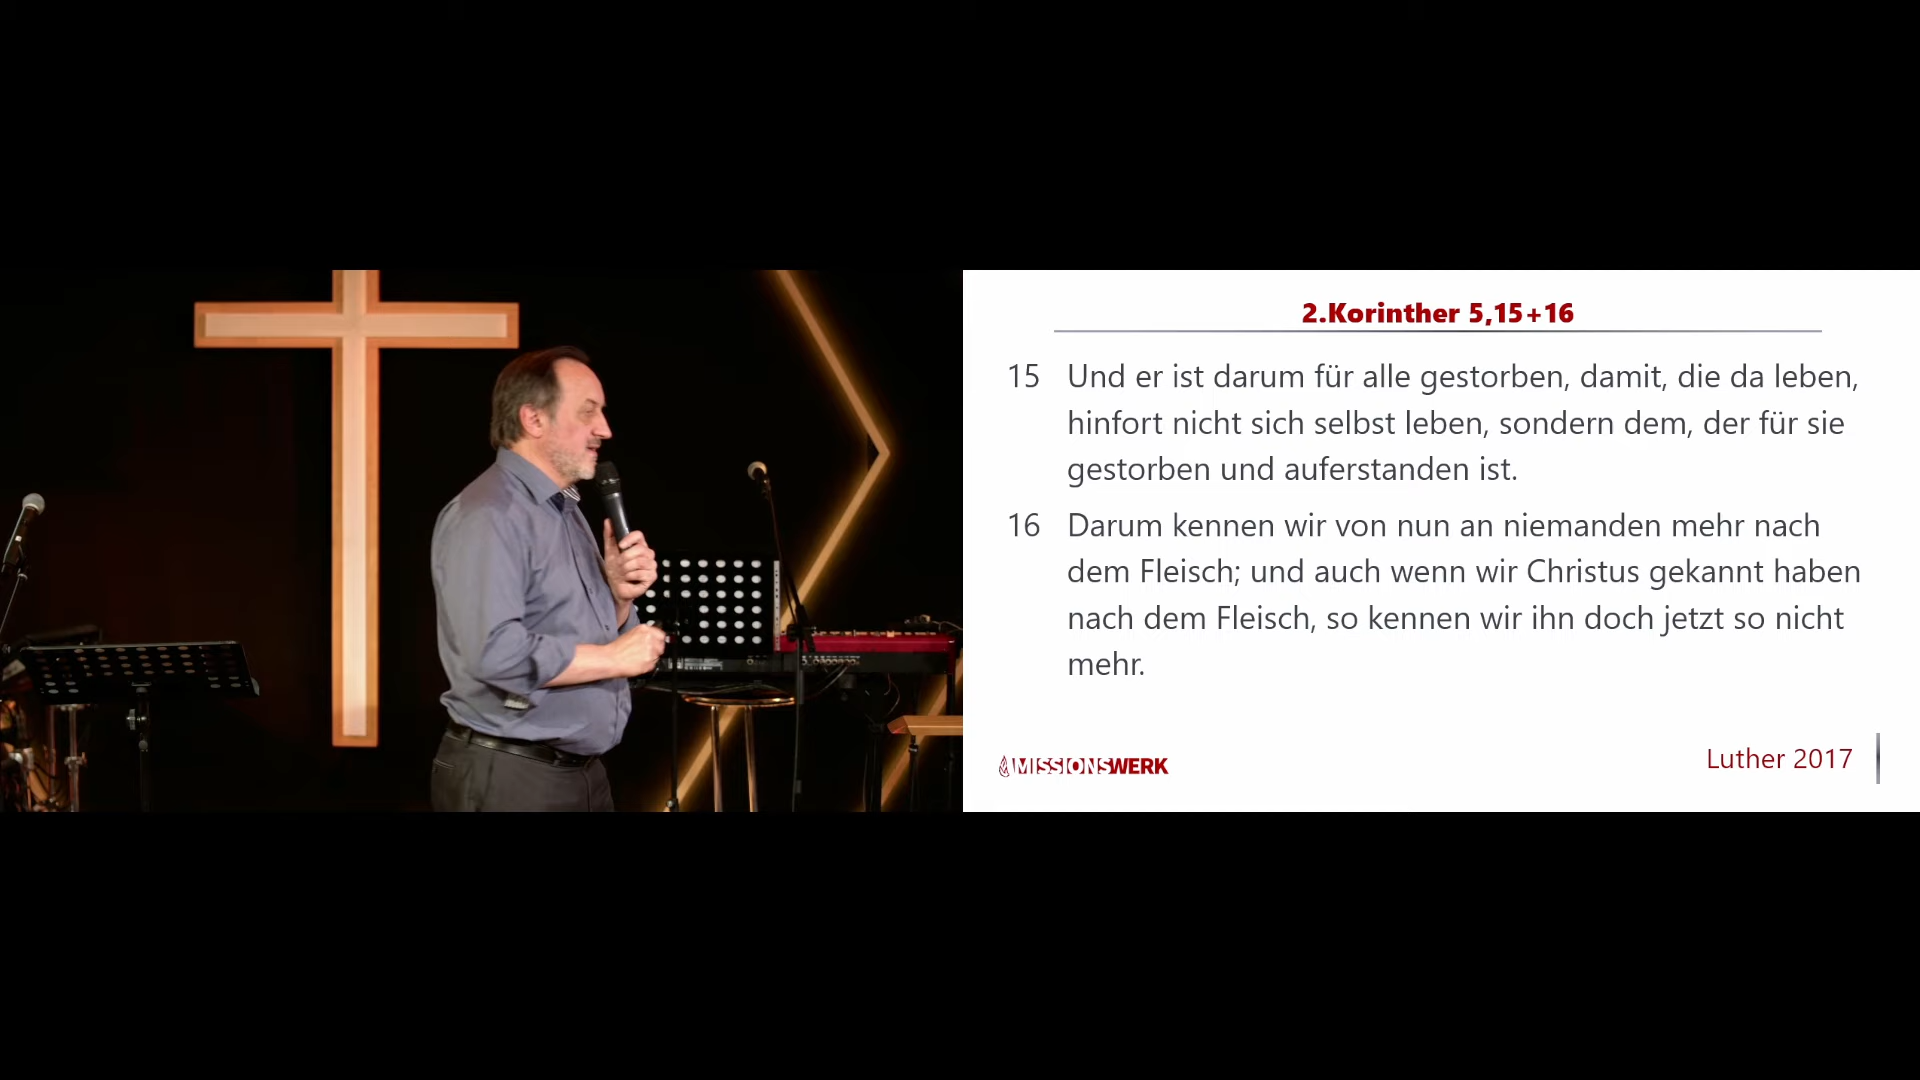 2.Korinther 5,15+16
15 Und er ist darum für alle gestorben, damit, die da leben,
hinfort nicht sich selbst leben, sondern dem, der für sie
gestorben und auferstanden ist.
16 Darum kennen wir von nun an niemanden mehr nach
dem Fleisch; und auch wenn wir Christus gekannt haben
nach dem Fleisch, so kennen wir ihn doch jetzt so nicht
mehr.
MISSIONSWERK
Luther 2017